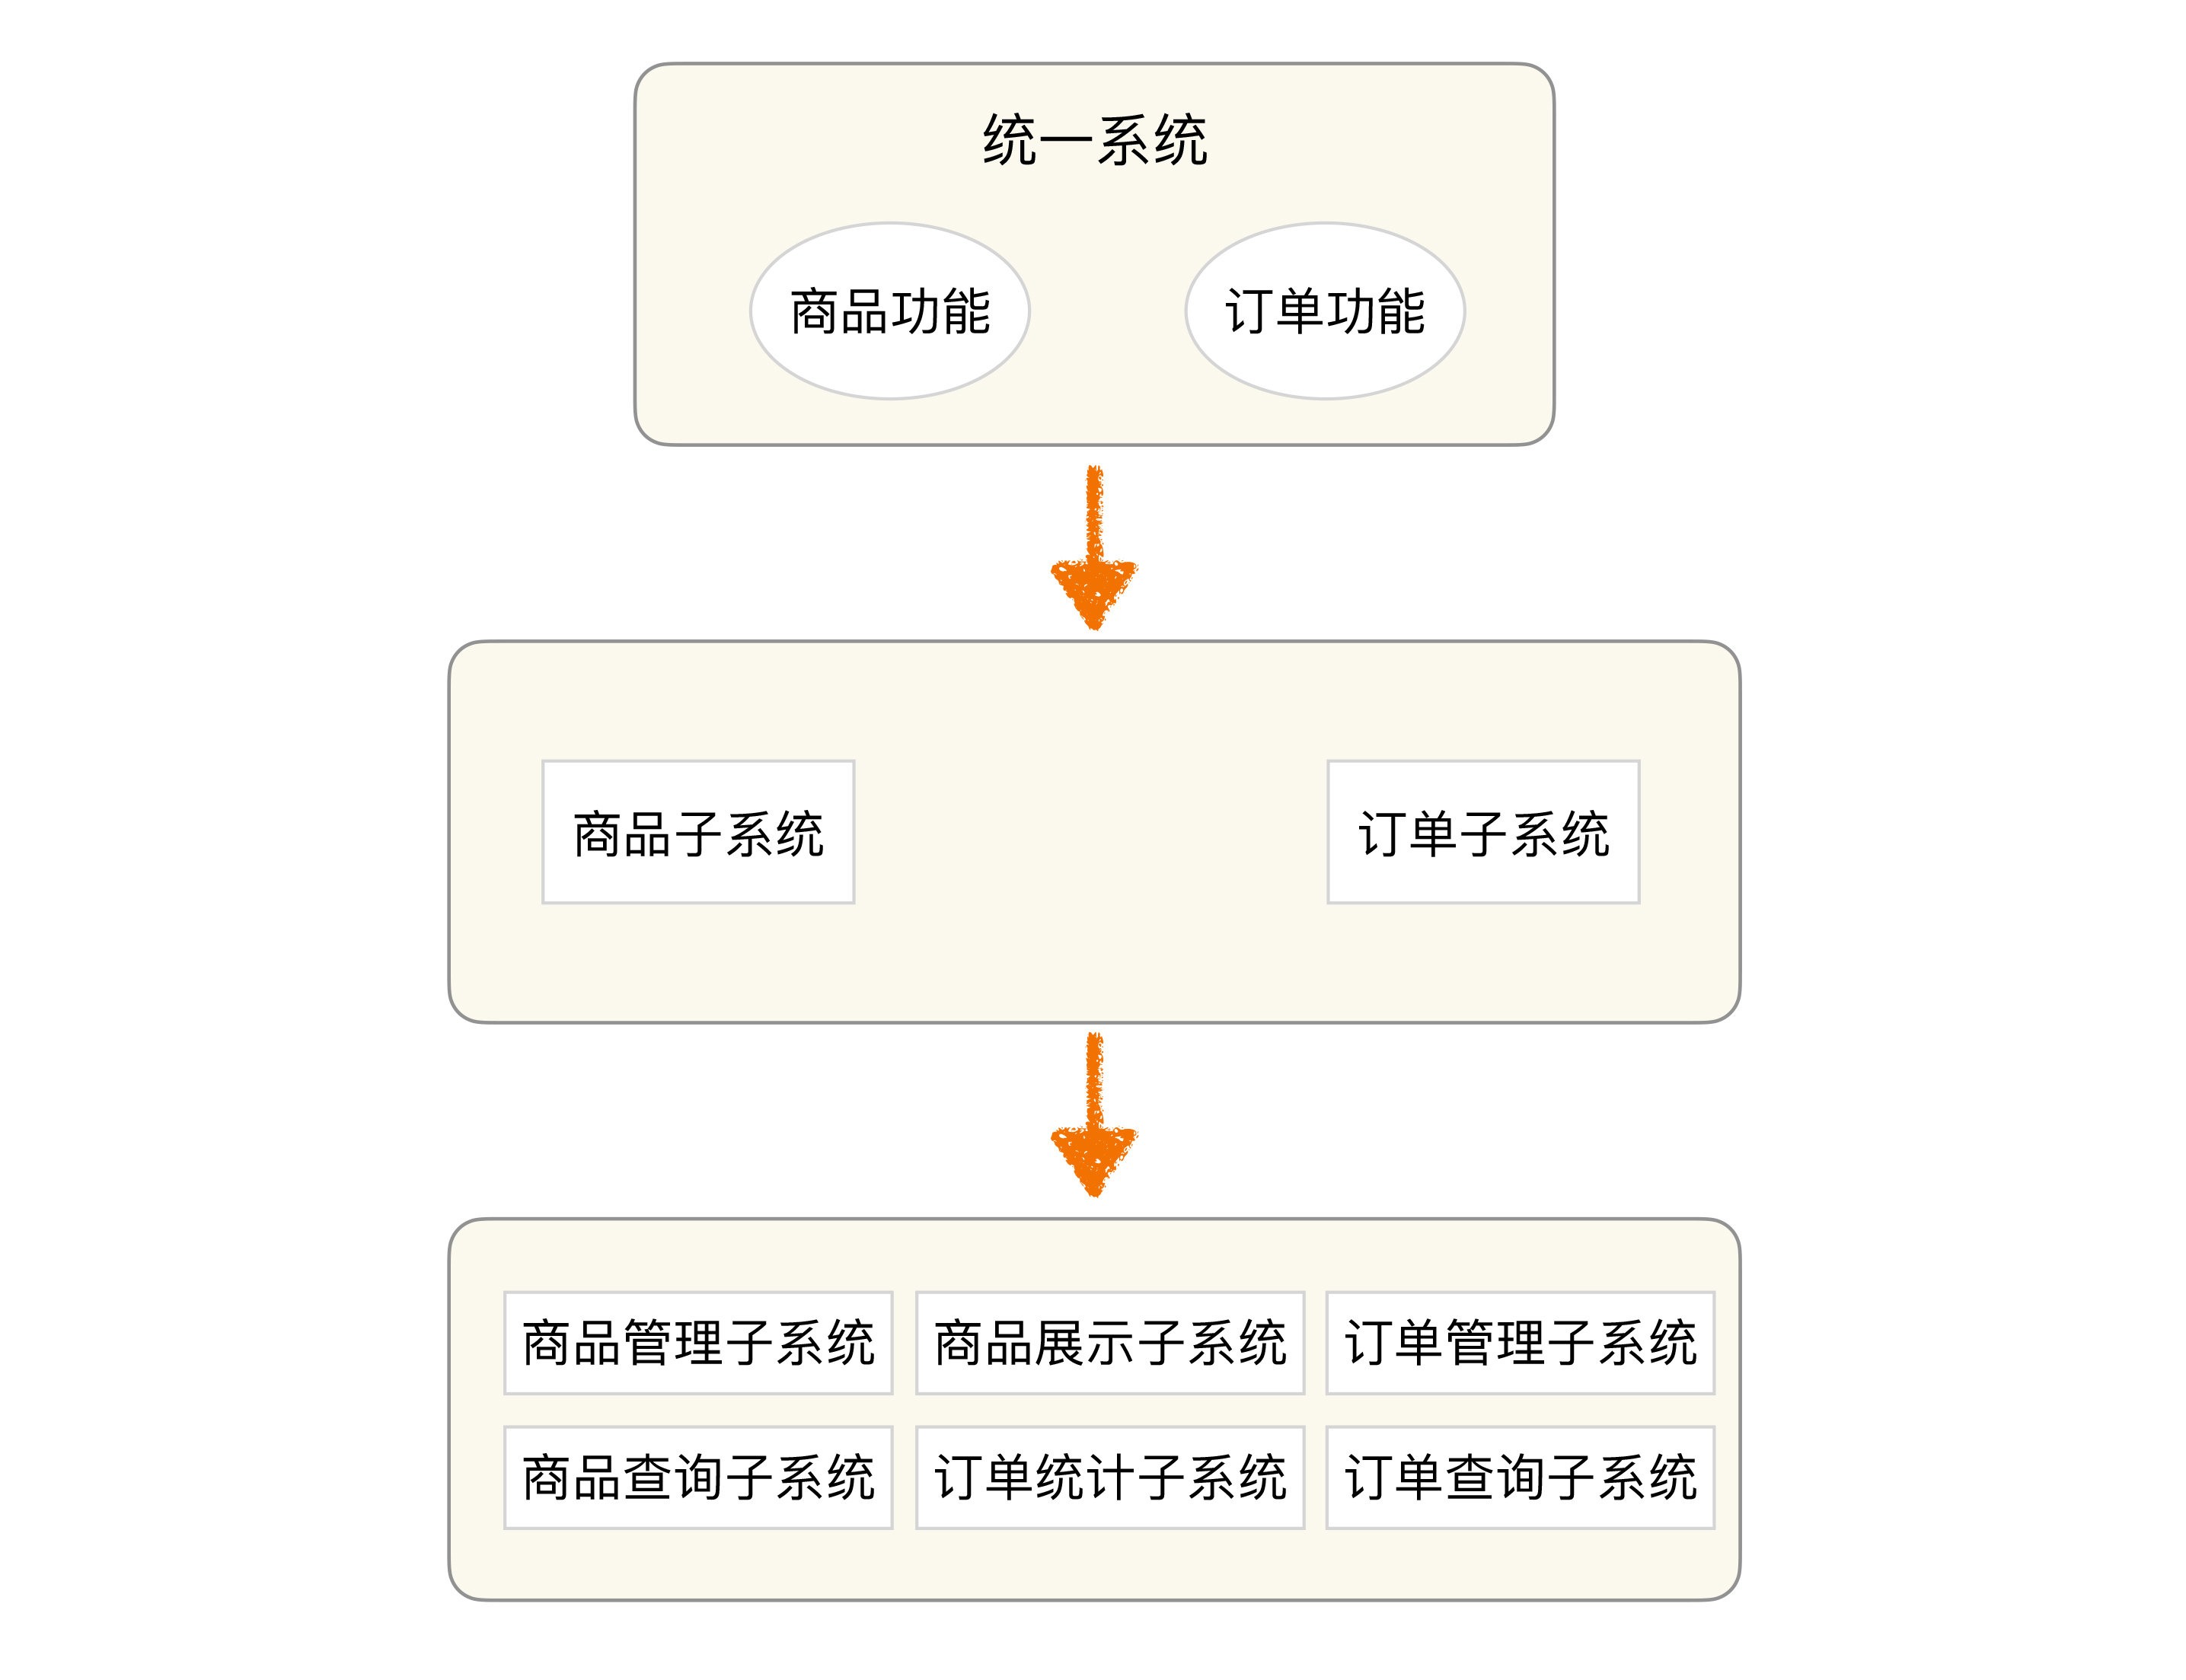 统一系统
商品功能
订单功能
商品子系统
订单子系统
商品管理子系统
商品展示子系统
订单管理子系统
商品查询子系统
订单统计子系统
订单查询子系统